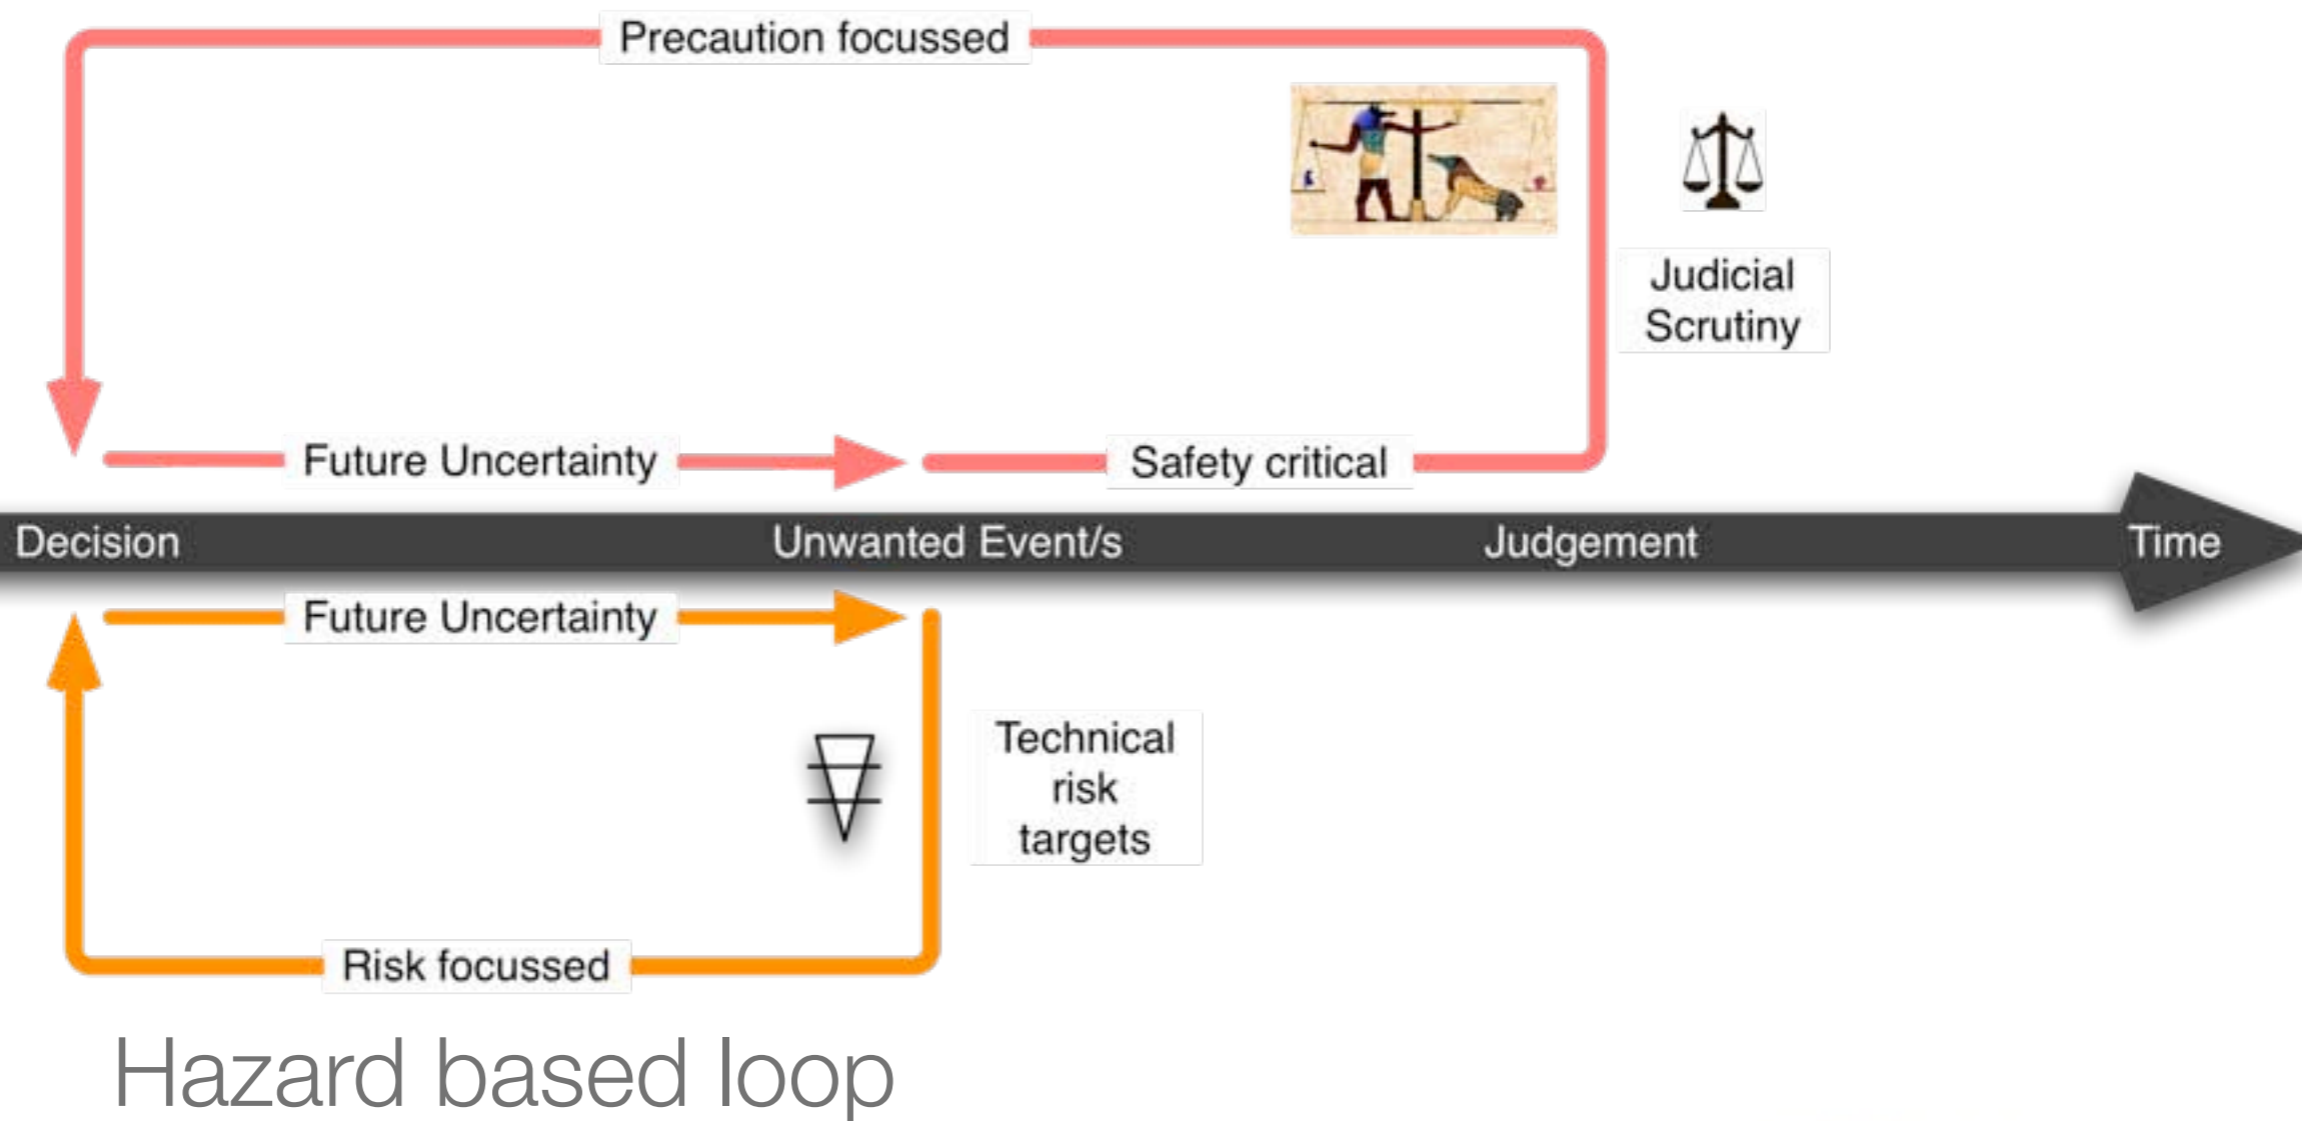 Precaution focussed
Judicial
Scrutiny
Future Uncertainty
Safety critical
Decision
Unwanted Event/s
Judgement
Time
Future Uncertainty
Technical
risk
targets
Risk focussed
Hazard based loop